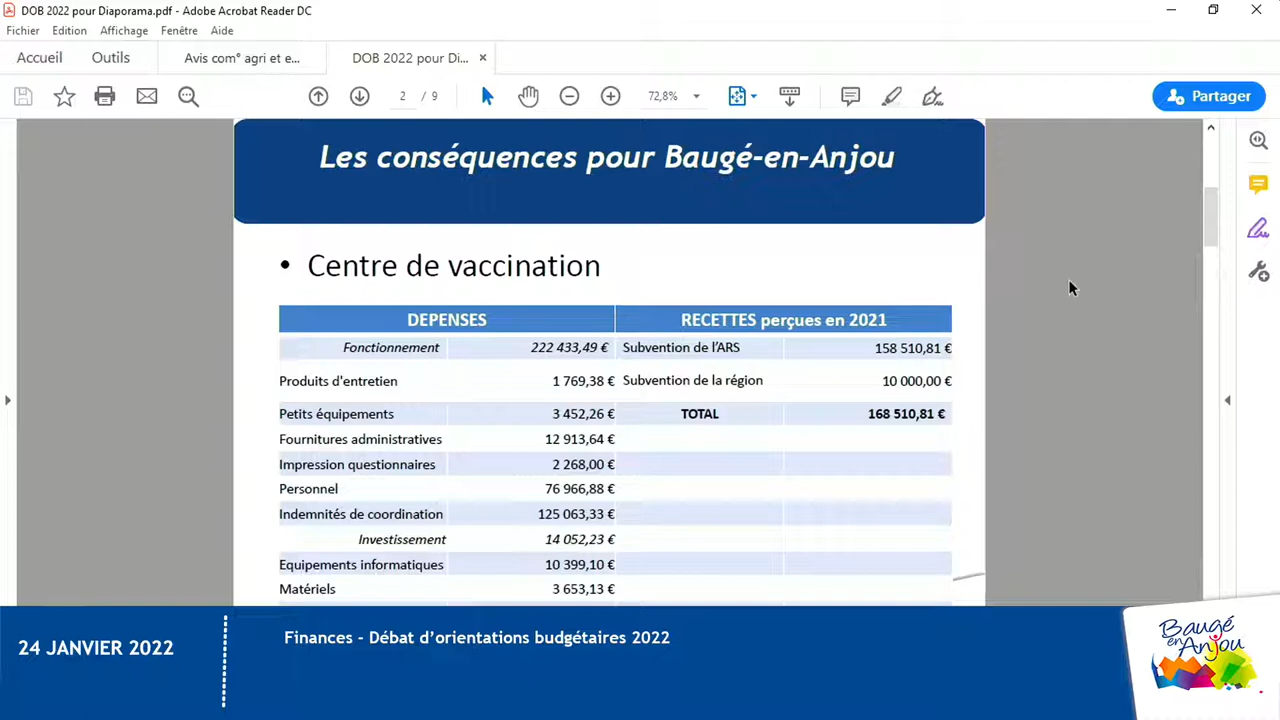 DOB 2022 pour Diaporama.pdf - Adobe Acrobat Reader DC
Fichier Edition Affichage Fenêtre Aide
Accueil Outils Avis com° agri et e... DOB 2022 pour Di... ×
2 / 9 72,8% Partager
Les conséquences pour Baugé-en-Anjou
• Centre de vaccination
DEPENSES RECETTES perçues en 2021
Fonctionnement 222 433,49 € Subvention de l'ARS 158 510,81 €
Produits d'entretien 1 769,38 € Subvention de la région 10 000,00 €
Petits équipements 3 452,26 € TOTAL 168 510,81 €
Fournitures administratives 12 913,64 €
Impression questionnaires 2 268,00 €
Personnel 76 966,88 €
Indemnités de coordination 125 063,33 €
Investissement 14 052,23 €
Equipements informatiques 10 399,10 €
Matériels 3 653,13 €
24 JANVIER 2022
Finances - Débat d'orientations budgétaires 2022
Baugé
en Anjou